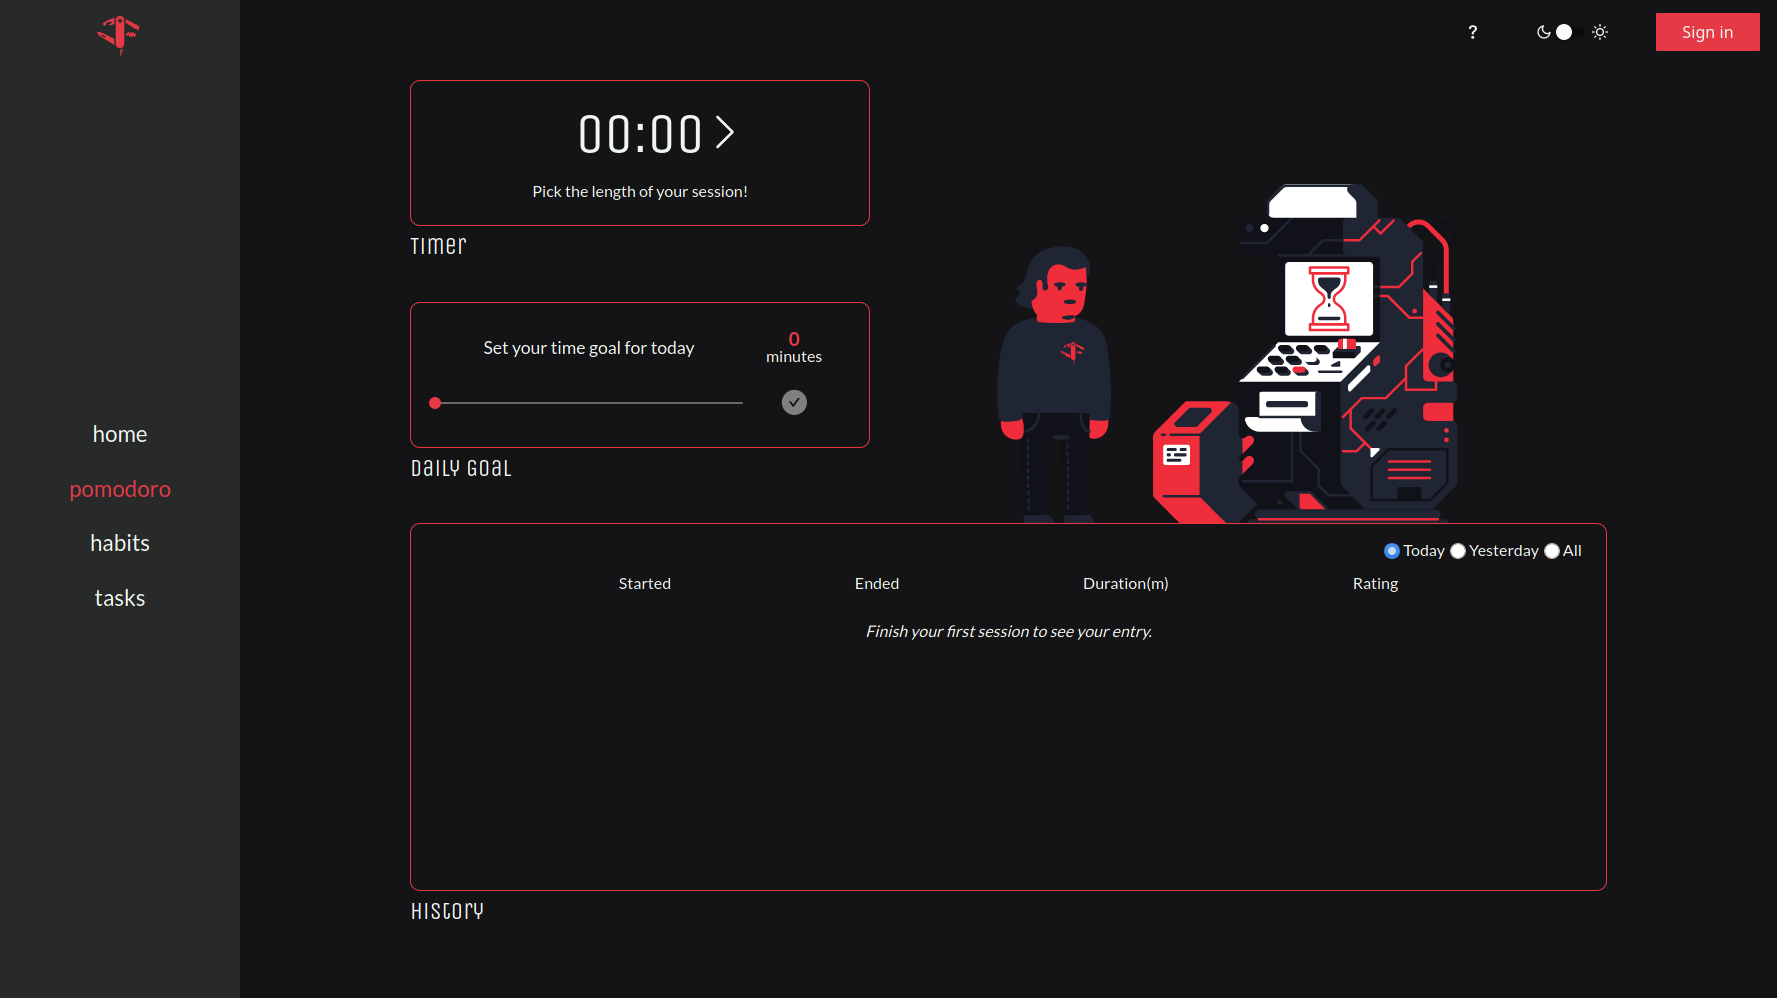 ?
Sign in
home
pomodoro
habits
tasks
00:00
Pick the length of your session!
Timer
Set your time goal for today
0
minutes
Daily Goal
Today Yesterday All
Started Ended Duration(m) Rating
Finish your first session to see your entry.
History